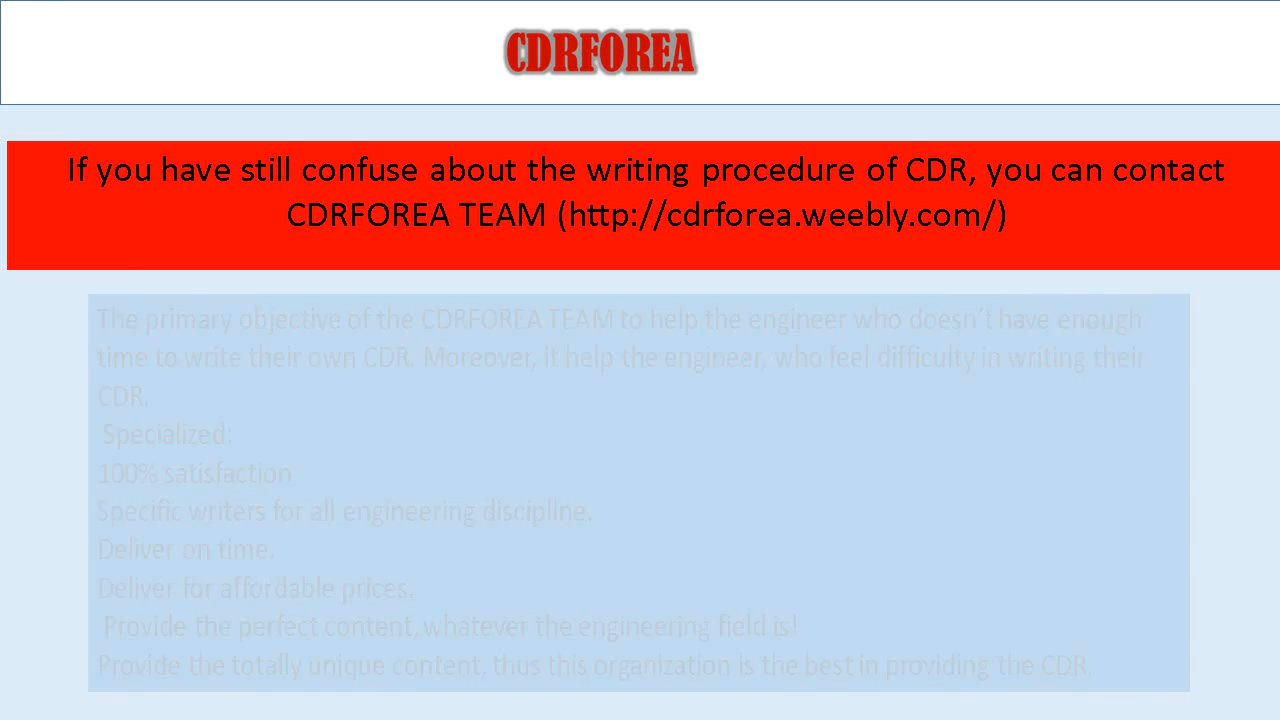 CDRFOREA
If you have still confuse about the writing procedure of CDR, you can contact
CDRFOREA TEAM (http://cdrforea.weebly.com/)
The primary objective of the CDRFOREA TEAM to help the engineer who doesn't have enough
time to write their own CDR. Moreover, it help the engineer, who feel difficulty in writing their
CDR.
Specialized:
100% satisfaction
Specific writers for all engineering discipline.
Deliver on time.
Deliver for affordable prices.
Provide the perfect content, whatever the engineering field is!
Provide the totally unique content, thus this organization is the best in providing the CDR.